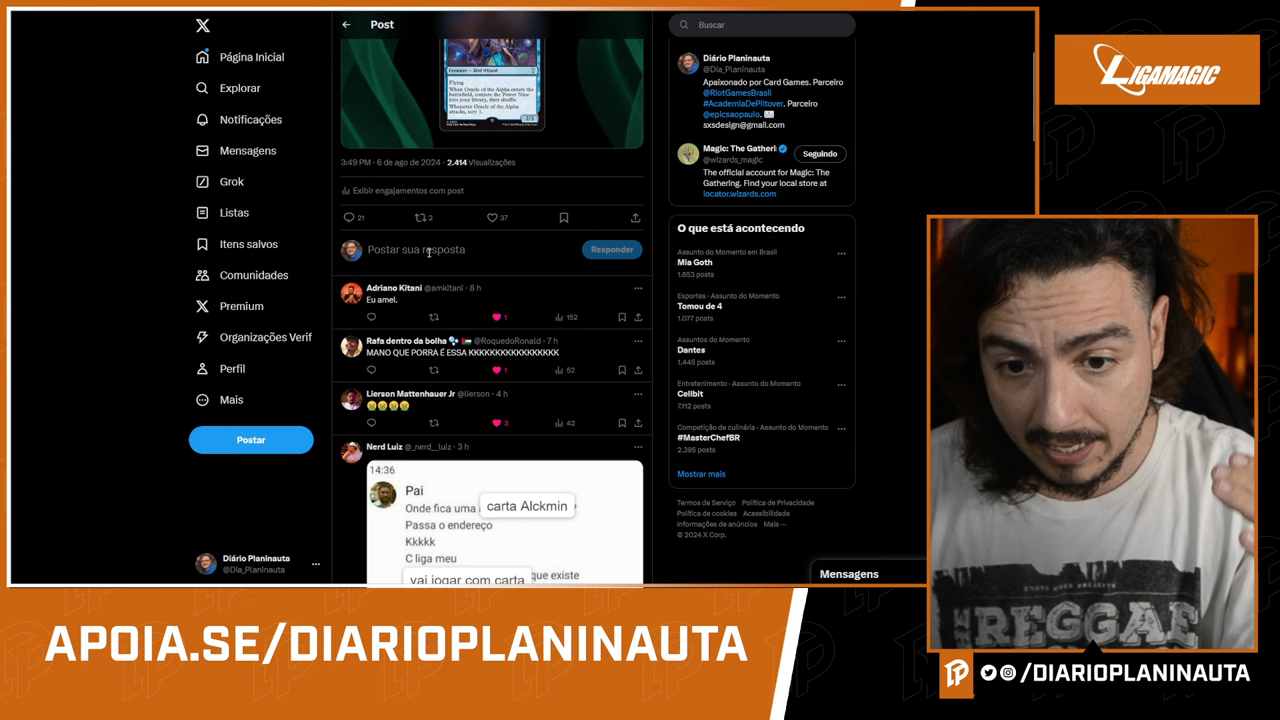 Post
Buscar
Página Inicial
Explorar
Notificações
Mensagens
Grok
Listas
Itens salvos
Comunidades
Premium
Organizações Verif
Perfil
Mais
Postar
Diário Planinauta
@Dia_Planinauta
Creature — Bird Wizard
Flying
When Oracle of the Alpha enters the
battlefield, conjure the Power Nine
into your library, then shuffle.
Whenever Oracle of the Alpha
attacks, scry 1.
3:49 PM · 6 de ago de 2024 · 2.414 Visualizações
Exibir engajamentos com post
21
2
37
Postar sua resposta
Responder
Adriano Kitani @amkitani · 8 h
Eu amei.
1
152
Rafa dentro da bolha @RoquedoRonald · 7 h
MANO QUE PORRA É ESSA KKKKKKKKKKKKKKKKKK
1
52
Lierson Mattenhauer Jr @lierson · 4 h
3
42
Nerd Luiz @_nerd__luiz · 3 h
14:36
Pai
Onde fica uma
carta Alckmin
Passa o endereço
Kkkkk
C liga meu
vai jogar com carta
que existe
Diário Planinauta
@Dia_Planinauta
Apaixonado por Card Games. Parceiro
@RiotGamesBrasil
#AcademiaDePiltover. Parceiro
@epicsaopaulo.
sxsdesign@gmail.com
Magic: The Gatheri
@wizards_magic
Seguindo
The official account for Magic: The
Gathering. Find your local store at
locator.wizards.com
O que está acontecendo
Assunto do Momento em Brasil
Mia Goth
1.653 posts
Esportes · Assunto do Momento
Tomou de 4
1.077 posts
Assuntos do Momento
Dantes
1.445 posts
Entretenimento · Assunto do Momento
Cellbit
7.112 posts
Competição de culinária · Assunto do Momento
#MasterChefBR
2.395 posts
Mostrar mais
Termos de Serviço Política de Privacidade
Política de cookies Acessibilidade
Informações de anúncios Mais ···
© 2024 X Corp.
Mensagens
LIGAMAGIC
#REGGAE
APOIA.SE/DIARIOPLANINAUTA
/DIARIOPLANINAUTA